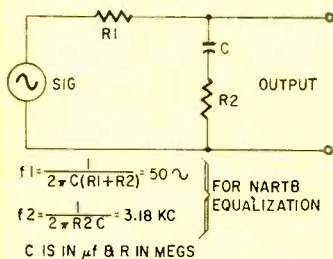 R1
C
SIG
R2
OUTPUT
f1 = 1/2πC(R1+R2) = 50 ~
f2 = 1/2πR2C = 3.18 KC
FOR NARTB
EQUALIZATION
C IS IN µf & R IN MEGS